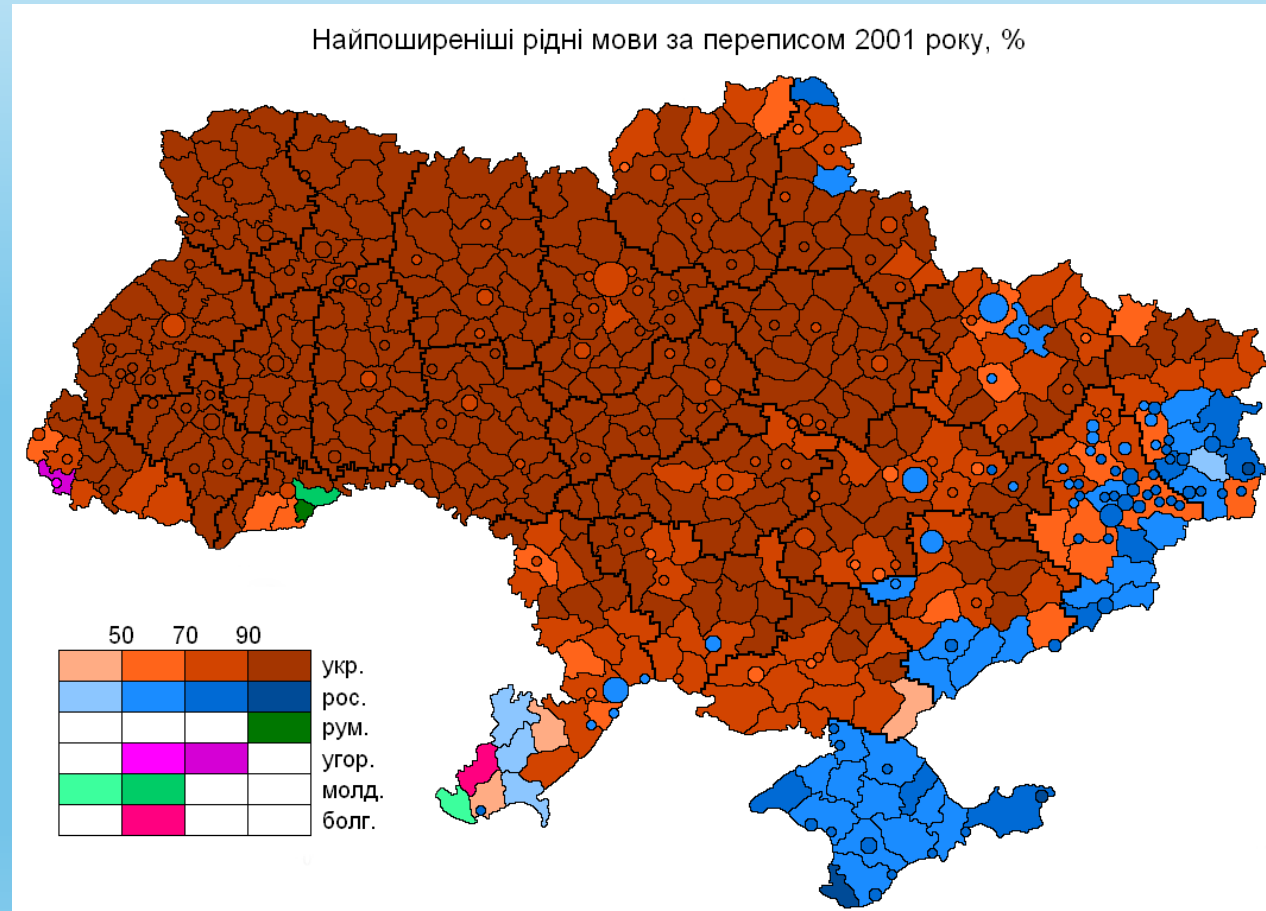 Найпоширеніші рідні мови за переписом 2001 року, %
50 70 90
укр.
рос.
рум.
угор.
молд.
болг.